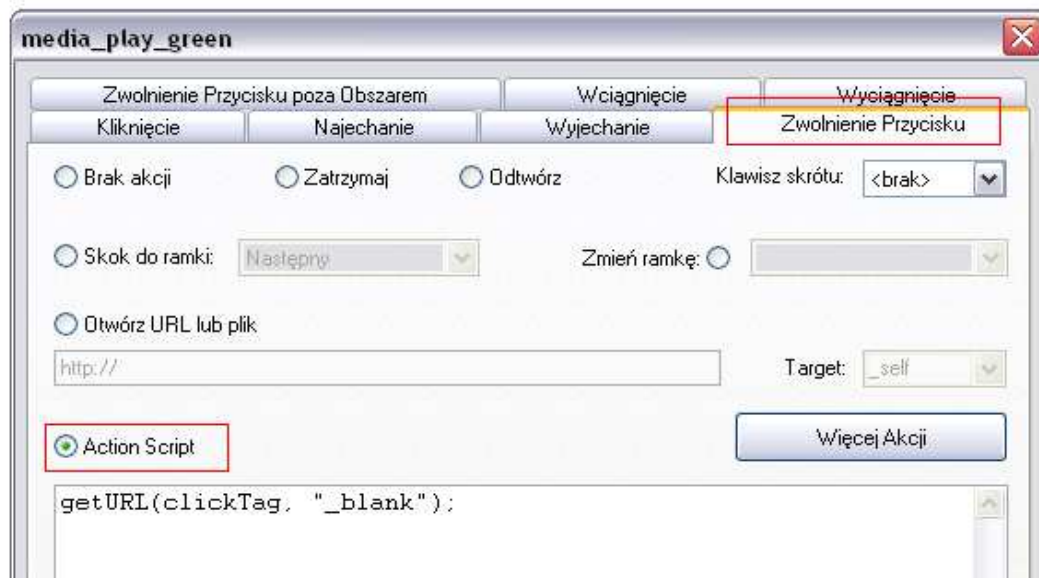 media_play_green
Zwolnienie Przycisku poza Obszarem Wciągnięcie Wyciągnięcie
Kliknięcie Najechanie Wyjechanie Zwolnienie Przycisku
Brak akcji Zatrzymaj Odtwórz Klawisz skrótu: <brak>
Skok do ramki: Następny Zmień ramkę:
Otwórz URL lub plik
http:// Target: _self
Action Script Więcej Akcji
getURL(clickTag, "_blank");